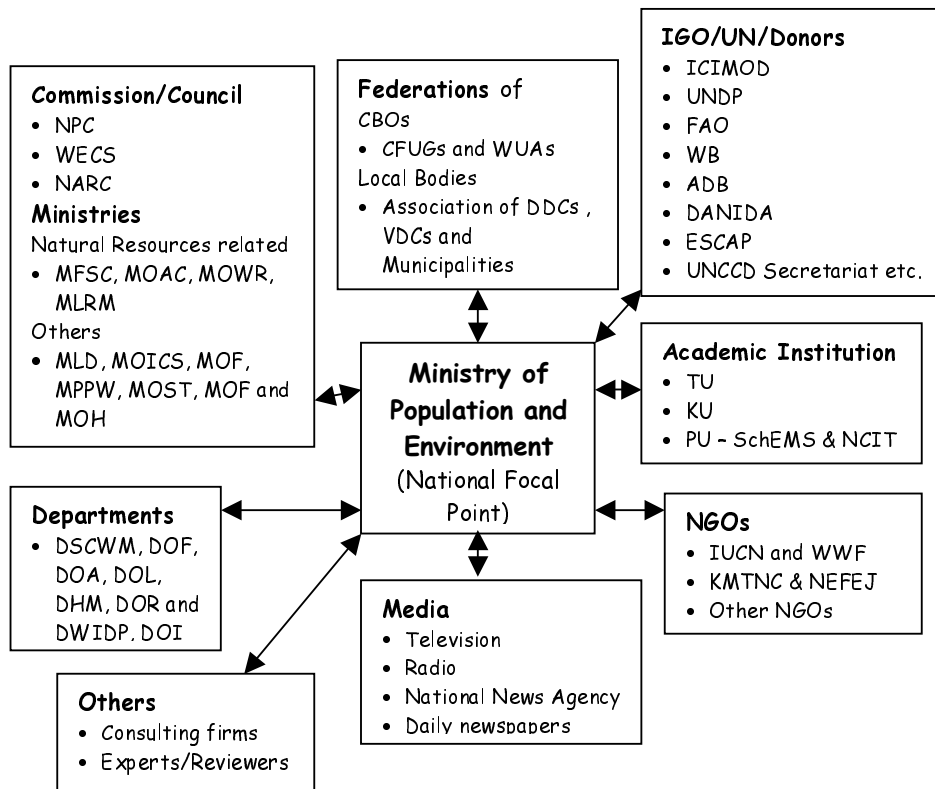 Commission/Council
• NPC
• WECS
• NARC
Ministries
Natural Resources related
• MFSC, MOAC, MOWR,
MLRM
Others
• MLD, MOICS, MOF,
MPPW, MOST, MOF and
MOH
Federations of
CBOs
• CFUGs and WUAs
Local Bodies
• Association of DDCs ,
VDCs and
Municipalities
IGO/UN/Donors
• ICIMOD
• UNDP
• FAO
• WB
• ADB
• DANIDA
• ESCAP
• UNCCD Secretariat etc.
Ministry of
Population and
Environment
(National Focal
Point)
Academic Institution
• TU
• KU
• PU – SchEMS & NCIT
Departments
• DSCWM, DOF,
DOA, DOL,
DHM, DOR and
DWIDP, DOI
NGOs
• IUCN and WWF
• KMTNC & NEFEJ
• Other NGOs
Media
• Television
• Radio
• National News Agency
• Daily newspapers
Others
• Consulting firms
• Experts/Reviewers